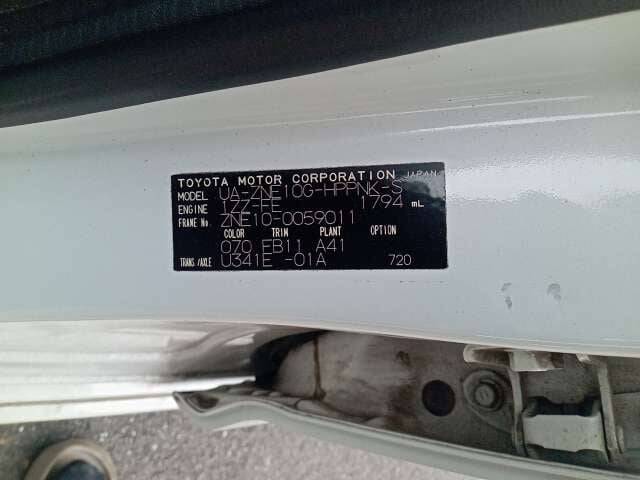 TOYOTA MOTOR CORPORATION JAPAN
MODEL UA-ZNE10G-HPPNK-S
ENGINE 1ZZ-FE 1794 mL
FRAME No. ZNE10-0059011
COLOR TRIM PLANT OPTION
070 EB11 A41
TRANS/AXLE U341E -01A 720